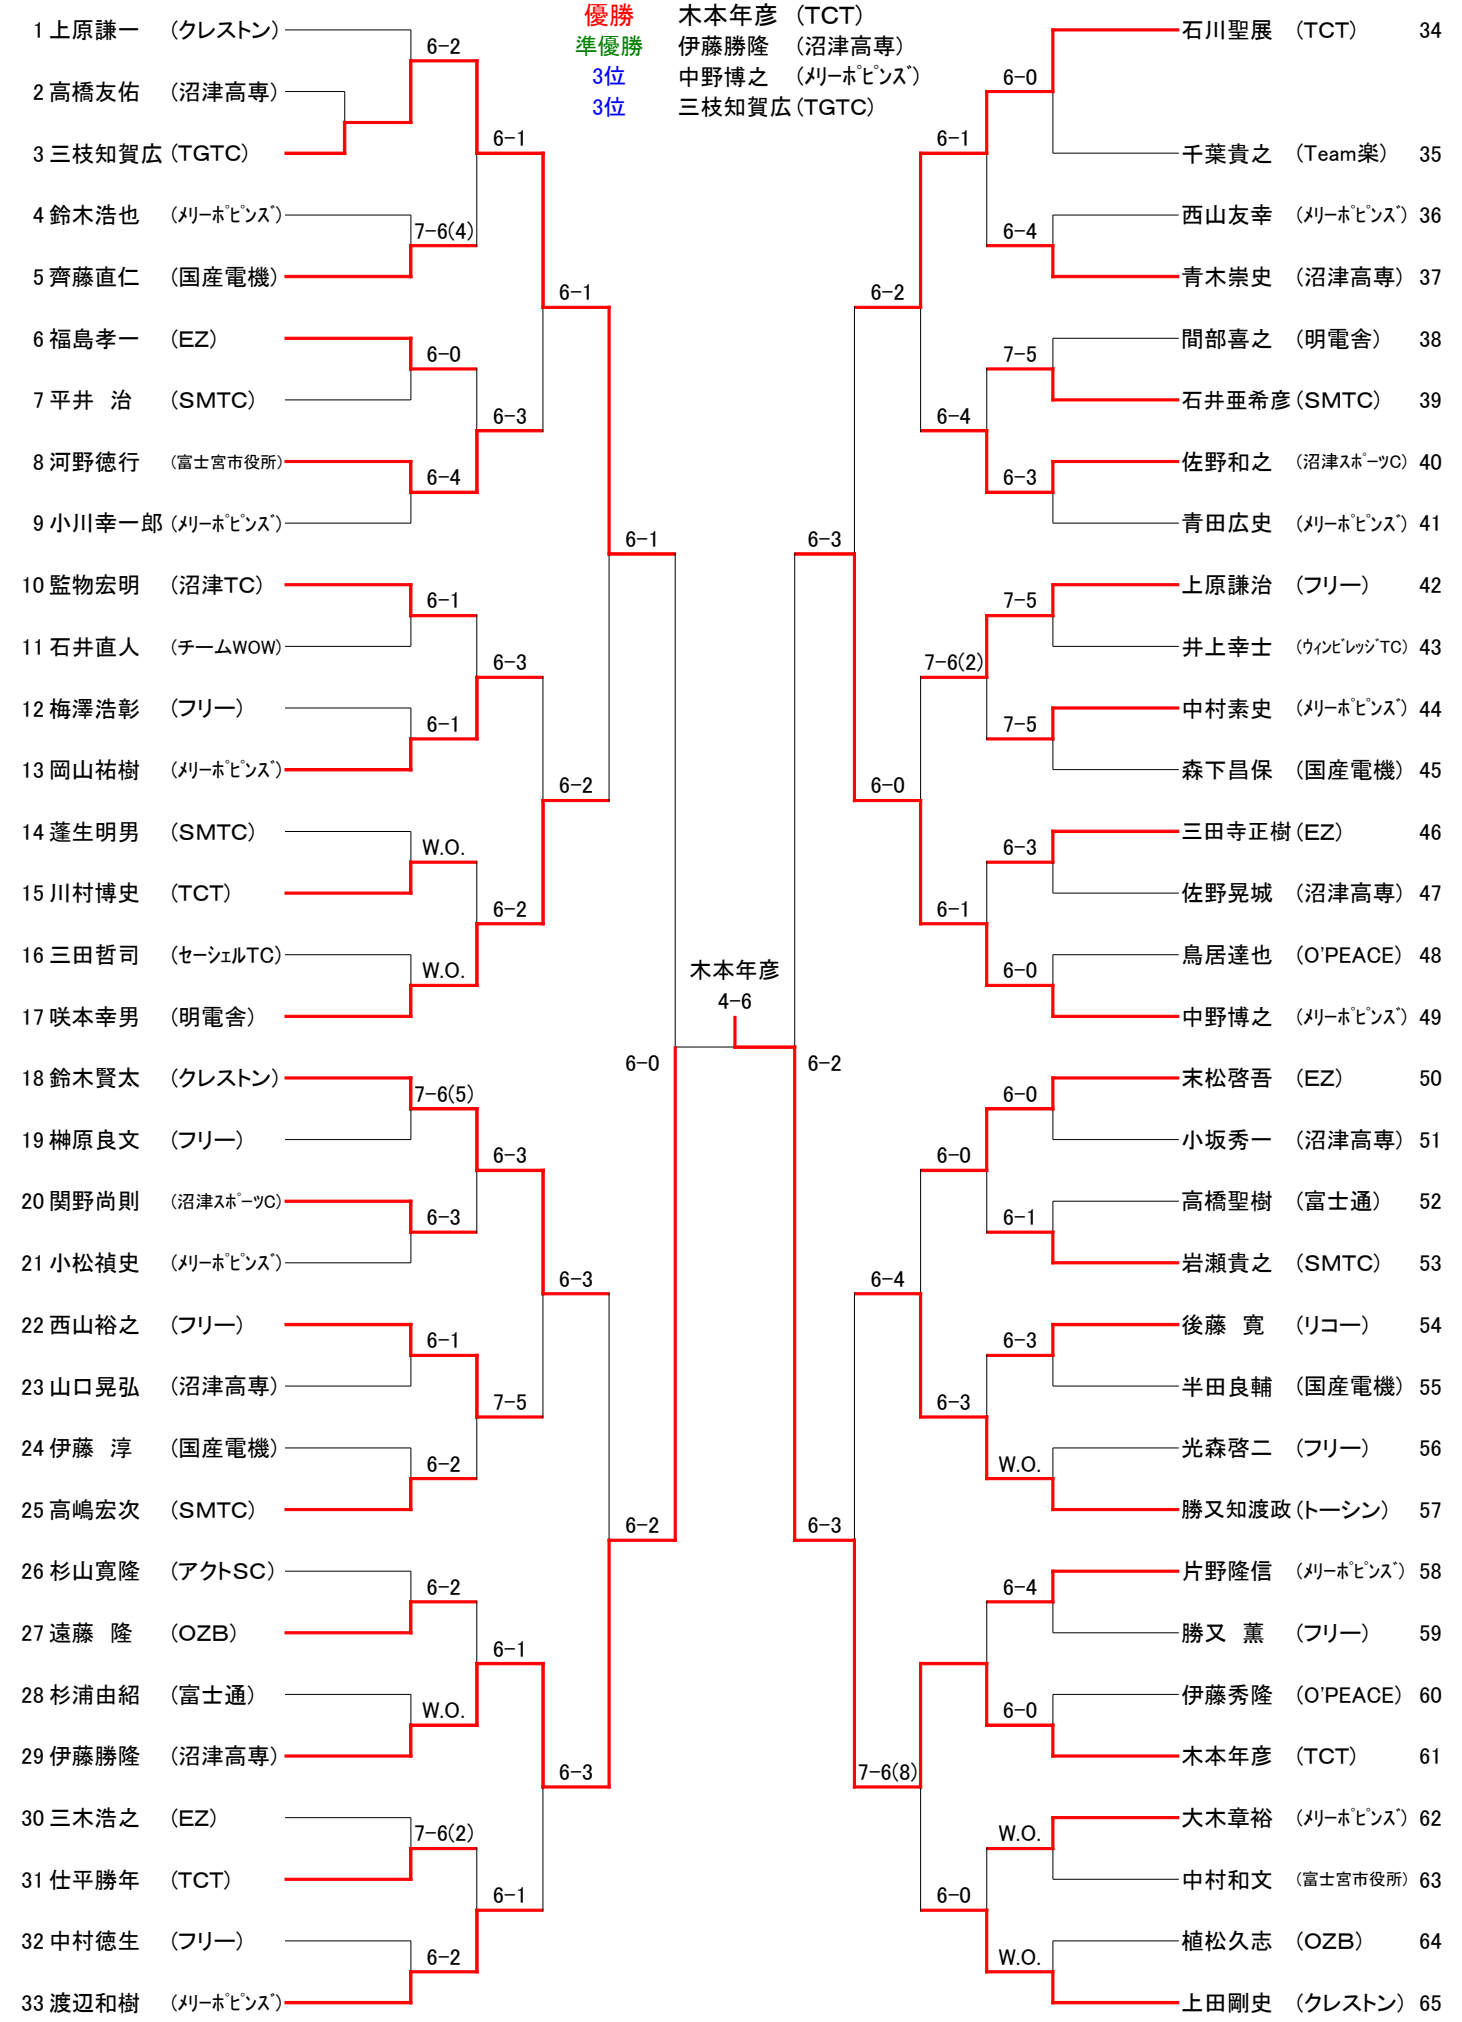 優勝 木本年彦 (TCT)
準優勝 伊藤勝隆 (沼津高専)
3位 中野博之 (ﾒﾘｰﾎﾟﾋﾟﾝｽﾞ)
3位 三枝知賀広 (TGTC)
1 上原謙一 (クレストン)
6-2
2 高橋友佑 (沼津高専)
6-1
3 三枝知賀広 (TGTC)
4 鈴木浩也 (ﾒﾘｰﾎﾟﾋﾟﾝｽﾞ)
7-6(4)
5 齊藤直仁 (国産電機)
6-1
6 福島孝一 (EZ)
6-0
7 平井 治 (SMTC)
6-3
8 河野徳行 (富士宮市役所)
6-4
9 小川幸一郎 (ﾒﾘｰﾎﾟﾋﾟﾝｽﾞ)
6-1
10 監物宏明 (沼津TC)
6-1
11 石井直人 (チームWOW)
6-3
12 梅澤浩彰 (フリー)
6-1
13 岡山祐樹 (ﾒﾘｰﾎﾟﾋﾟﾝｽﾞ)
6-2
14 蓬生明男 (SMTC)
W.O.
15 川村博史 (TCT)
6-2
16 三田哲司 (ｾｰｼｪﾙTC)
W.O.
17 咲本幸男 (明電舎)
6-0
18 鈴木賢太 (クレストン)
7-6(5)
19 榊原良文 (フリー)
6-3
20 関野尚則 (沼津ｽﾎﾟｰﾂC)
6-3
21 小松禎史 (ﾒﾘｰﾎﾟﾋﾟﾝｽﾞ)
6-3
22 西山裕之 (フリー)
6-1
23 山口晃弘 (沼津高専)
7-5
24 伊藤 淳 (国産電機)
6-2
25 高嶋宏次 (SMTC)
6-2
26 杉山寛隆 (アクトSC)
6-2
27 遠藤 隆 (OZB)
6-1
28 杉浦由紹 (富士通)
W.O.
29 伊藤勝隆 (沼津高専)
6-3
30 三木浩之 (EZ)
7-6(2)
31 仕平勝年 (TCT)
6-1
32 中村徳生 (フリー)
6-2
33 渡辺和樹 (ﾒﾘｰﾎﾟﾋﾟﾝｽﾞ)
木本年彦
4-6
石川聖展 (TCT) 34
6-0
6-1
千葉貴之 (Team楽) 35
西山友幸 (ﾒﾘｰﾎﾟﾋﾟﾝｽﾞ) 36
6-4
青木崇史 (沼津高専) 37
6-2
間部喜之 (明電舎) 38
7-5
石井亜希彦 (SMTC) 39
6-4
佐野和之 (沼津ｽﾎﾟｰﾂC) 40
6-3
青田広史 (ﾒﾘｰﾎﾟﾋﾟﾝｽﾞ) 41
6-3
上原謙治 (フリー) 42
7-5
井上幸士 (ｳｨﾝﾋﾞﾚｯｼﾞTC) 43
7-6(2)
中村素史 (ﾒﾘｰﾎﾟﾋﾟﾝｽﾞ) 44
7-5
森下昌保 (国産電機) 45
6-0
三田寺正樹 (EZ) 46
6-3
佐野晃城 (沼津高専) 47
6-1
鳥居達也 (O'PEACE) 48
6-0
中野博之 (ﾒﾘｰﾎﾟﾋﾟﾝｽﾞ) 49
6-2
末松啓吾 (EZ) 50
6-0
小坂秀一 (沼津高専) 51
6-0
高橋聖樹 (富士通) 52
6-1
岩瀬貴之 (SMTC) 53
6-4
後藤 寛 (リコー) 54
6-3
半田良輔 (国産電機) 55
6-3
光森啓二 (フリー) 56
W.O.
勝又知渡政 (トーシン) 57
6-3
片野隆信 (ﾒﾘｰﾎﾟﾋﾟﾝｽﾞ) 58
6-4
勝又 薫 (フリー) 59
伊藤秀隆 (O'PEACE) 60
6-0
木本年彦 (TCT) 61
7-6(8)
大木章裕 (ﾒﾘｰﾎﾟﾋﾟﾝｽﾞ) 62
W.O.
中村和文 (富士宮市役所) 63
6-0
植松久志 (OZB) 64
W.O.
上田剛史 (クレストン) 65